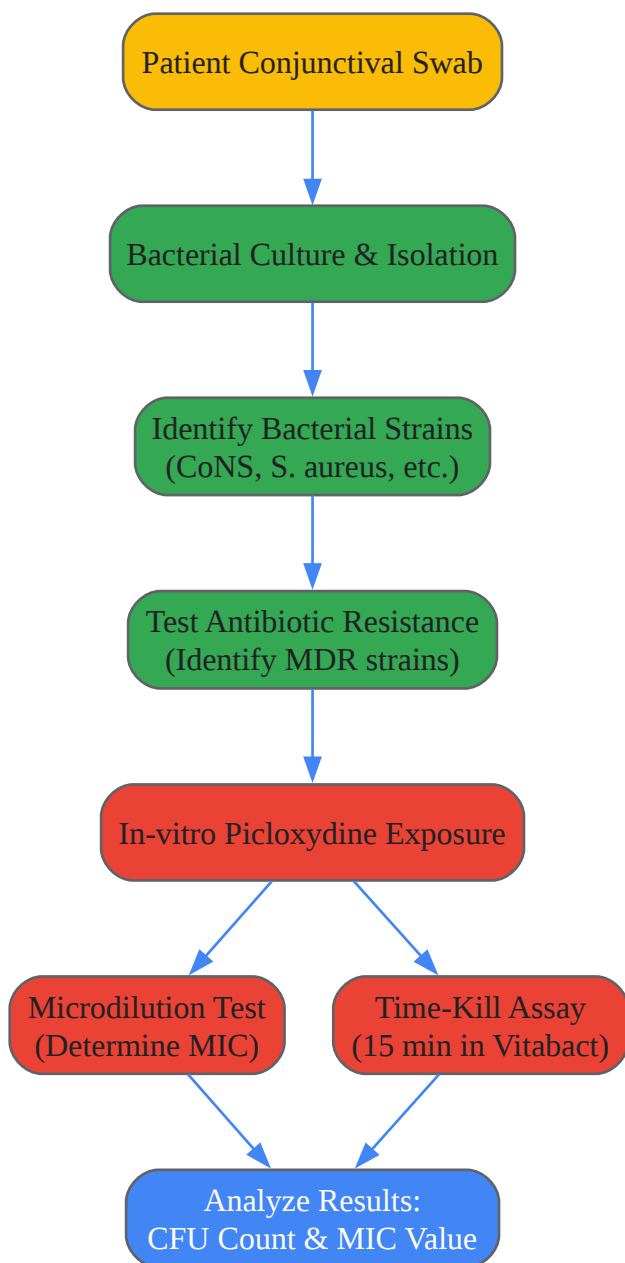 Patient Conjunctival Swab
Bacterial Culture & Isolation
Identify Bacterial Strains
(CoNS, S. aureus, etc.)
Test Antibiotic Resistance
(Identify MDR strains)
In-vitro Picloxydine Exposure
Microdilution Test
(Determine MIC)
Time-Kill Assay
(15 min in Vitabact)
Analyze Results:
CFU Count & MIC Value